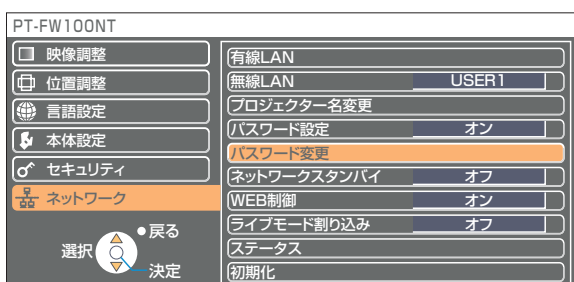 PT-FW100NT
映像調整
位置調整
言語設定
本体設定
セキュリティ
ネットワーク
選択
戻る
決定
有線LAN
無線LAN USER1
プロジェクター名変更
パスワード設定 オン
パスワード変更
ネットワークスタンバイ オフ
WEB制御 オン
ライブモード割り込み オフ
ステータス
初期化